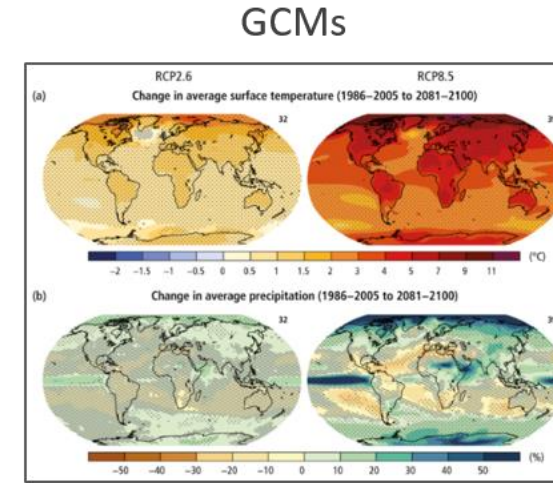 GCMs
RCP2.6 RCP8.5
(a) Change in average surface temperature (1986–2005 to 2081–2100)
32
(°C)
−2 −1.5 −1 −0.5 0 0.5 1 1.5 2 3 4 5 7 9 11
(b) Change in average precipitation (1986–2005 to 2081–2100)
32
(%)
−50 −40 −30 −20 −10 0 10 20 30 40 50